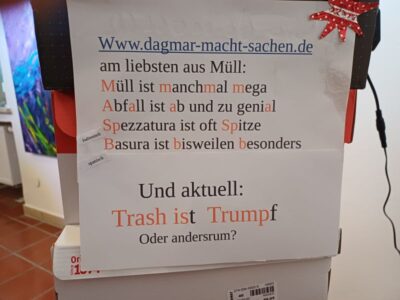 Www.dagmar-macht-sachen.de
am liebsten aus Müll:
Müll ist manchmal mega
Abfall ist ab und zu genial
Spezzatura ist oft Spitze
Basura ist bisweilen besonders
Und aktuell:
Trash ist Trumpf
Oder andersrum?